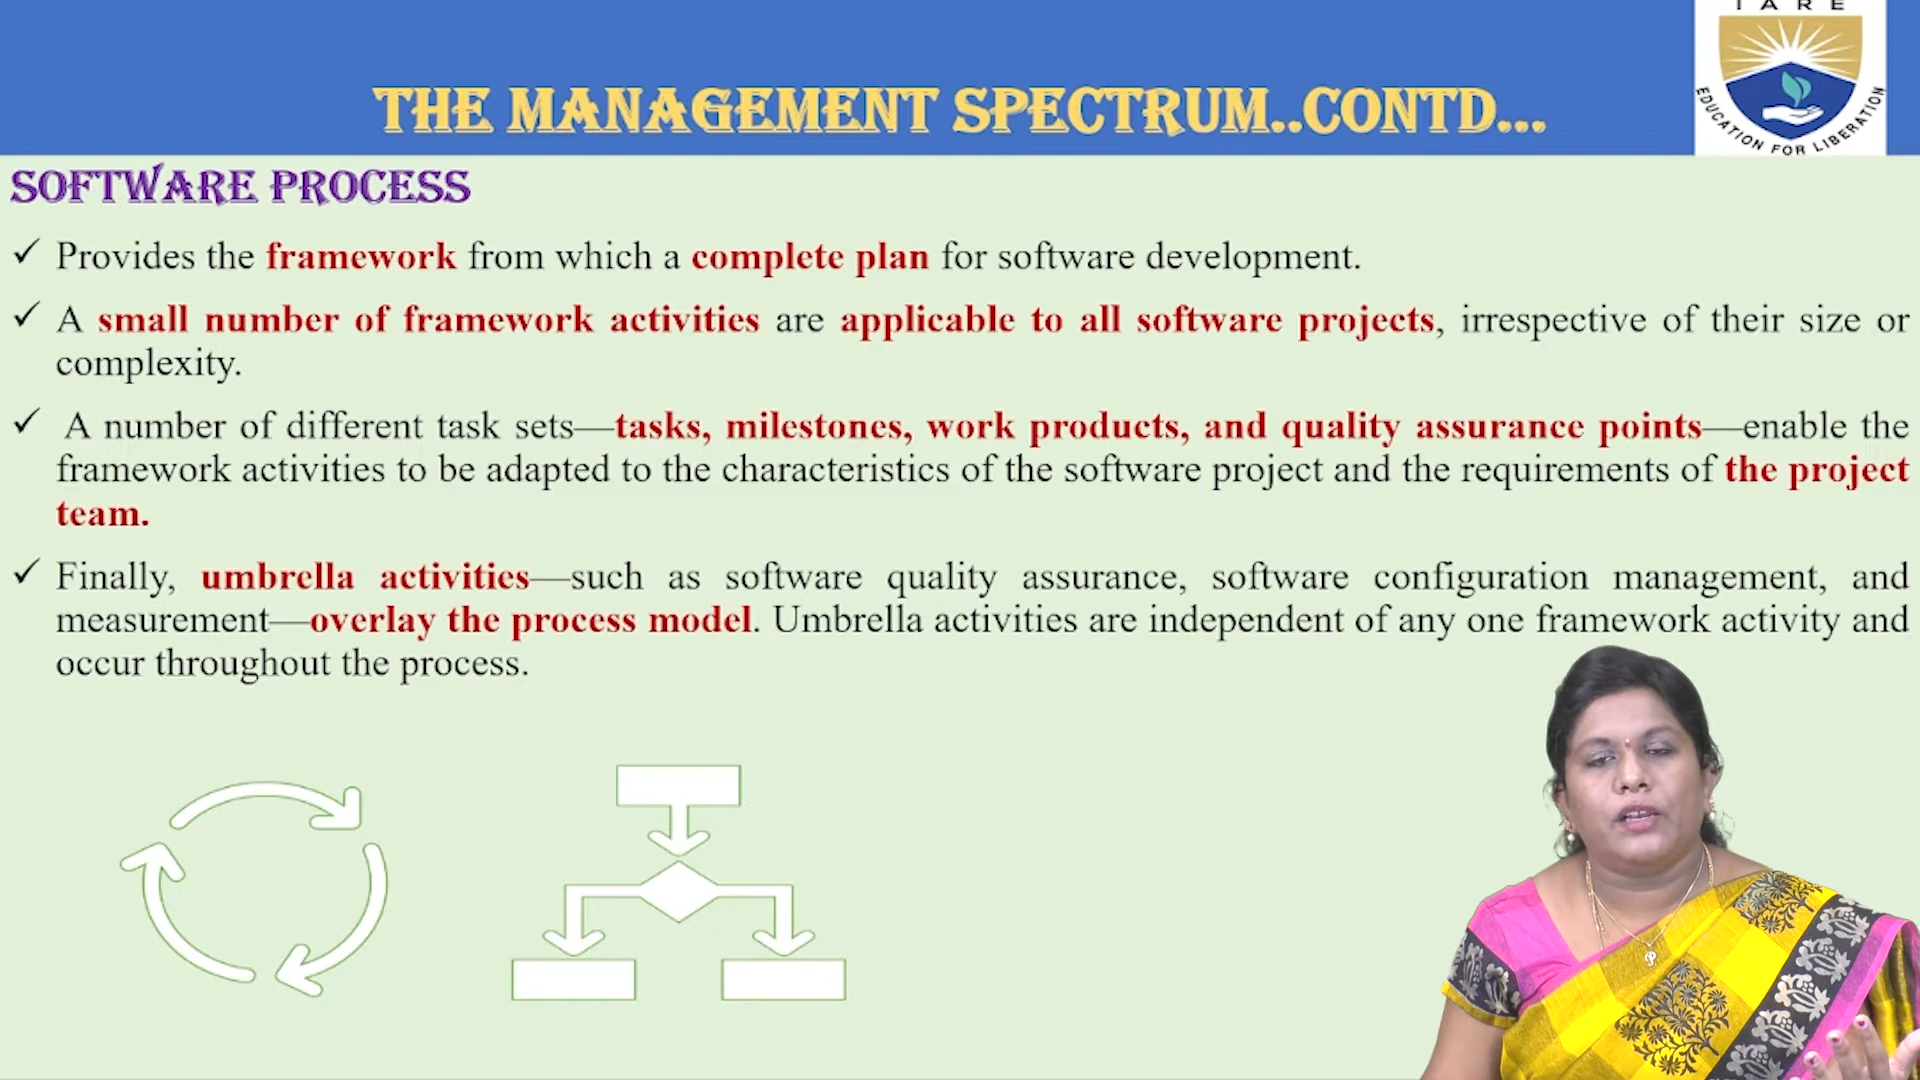 IARE
EDUCATION FOR LIBERATION
THE MANAGEMENT SPECTRUM..CONTD...
SOFTWARE PROCESS
✓ Provides the framework from which a complete plan for software development.
✓ A small number of framework activities are applicable to all software projects, irrespective of their size or
complexity.
✓ A number of different task sets—tasks, milestones, work products, and quality assurance points—enable the
framework activities to be adapted to the characteristics of the software project and the requirements of the project
team.
✓ Finally, umbrella activities—such as software quality assurance, software configuration management, and
measurement—overlay the process model. Umbrella activities are independent of any one framework activity and
occur throughout the process.
P